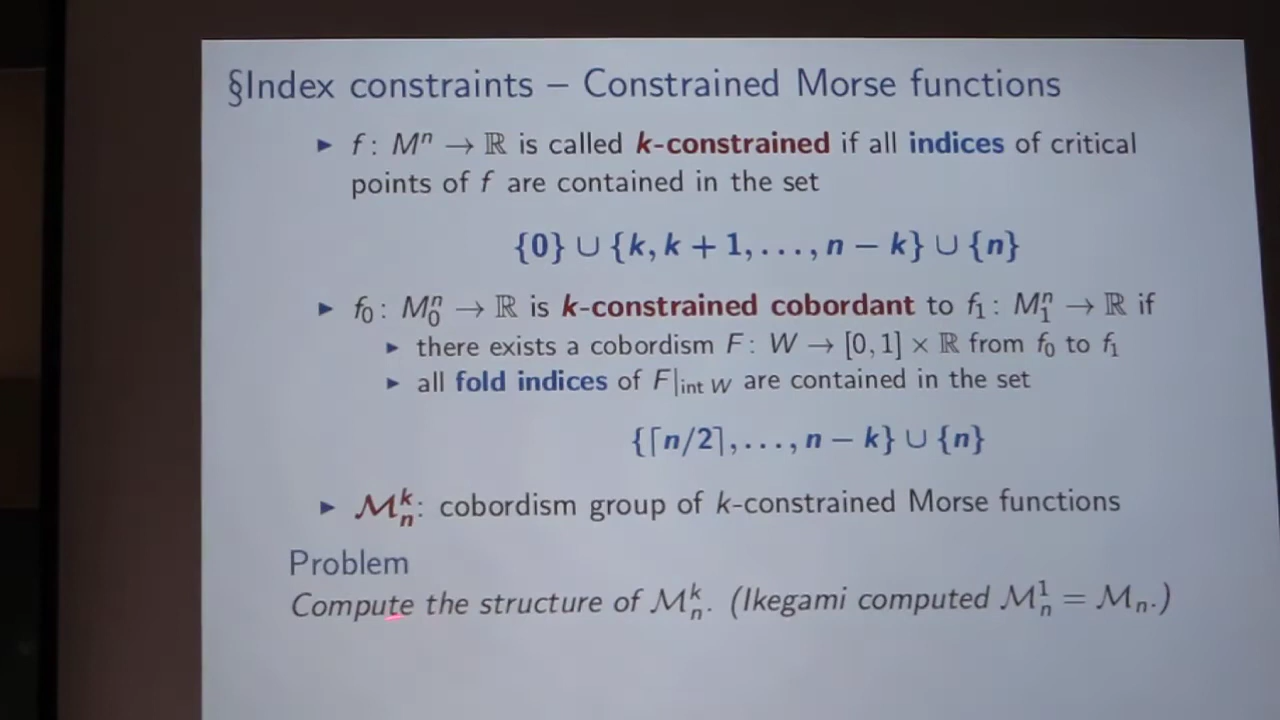 §Index constraints – Constrained Morse functions
▶ f : Mⁿ → ℝ is called k-constrained if all indices of critical
points of f are contained in the set
{0} ∪ {k, k + 1, . . . , n − k} ∪ {n}
▶ f₀ : M₀ⁿ → ℝ is k-constrained cobordant to f₁ : M₁ⁿ → ℝ if
▶ there exists a cobordism F : W → [0, 1] × ℝ from f₀ to f₁
▶ all fold indices of F|int W are contained in the set
{⌈n/2⌉, . . . , n − k} ∪ {n}
▶ ℳₙᵏ: cobordism group of k-constrained Morse functions
Problem
Compute the structure of ℳₙᵏ. (Ikegami computed ℳₙ¹ = ℳₙ.)